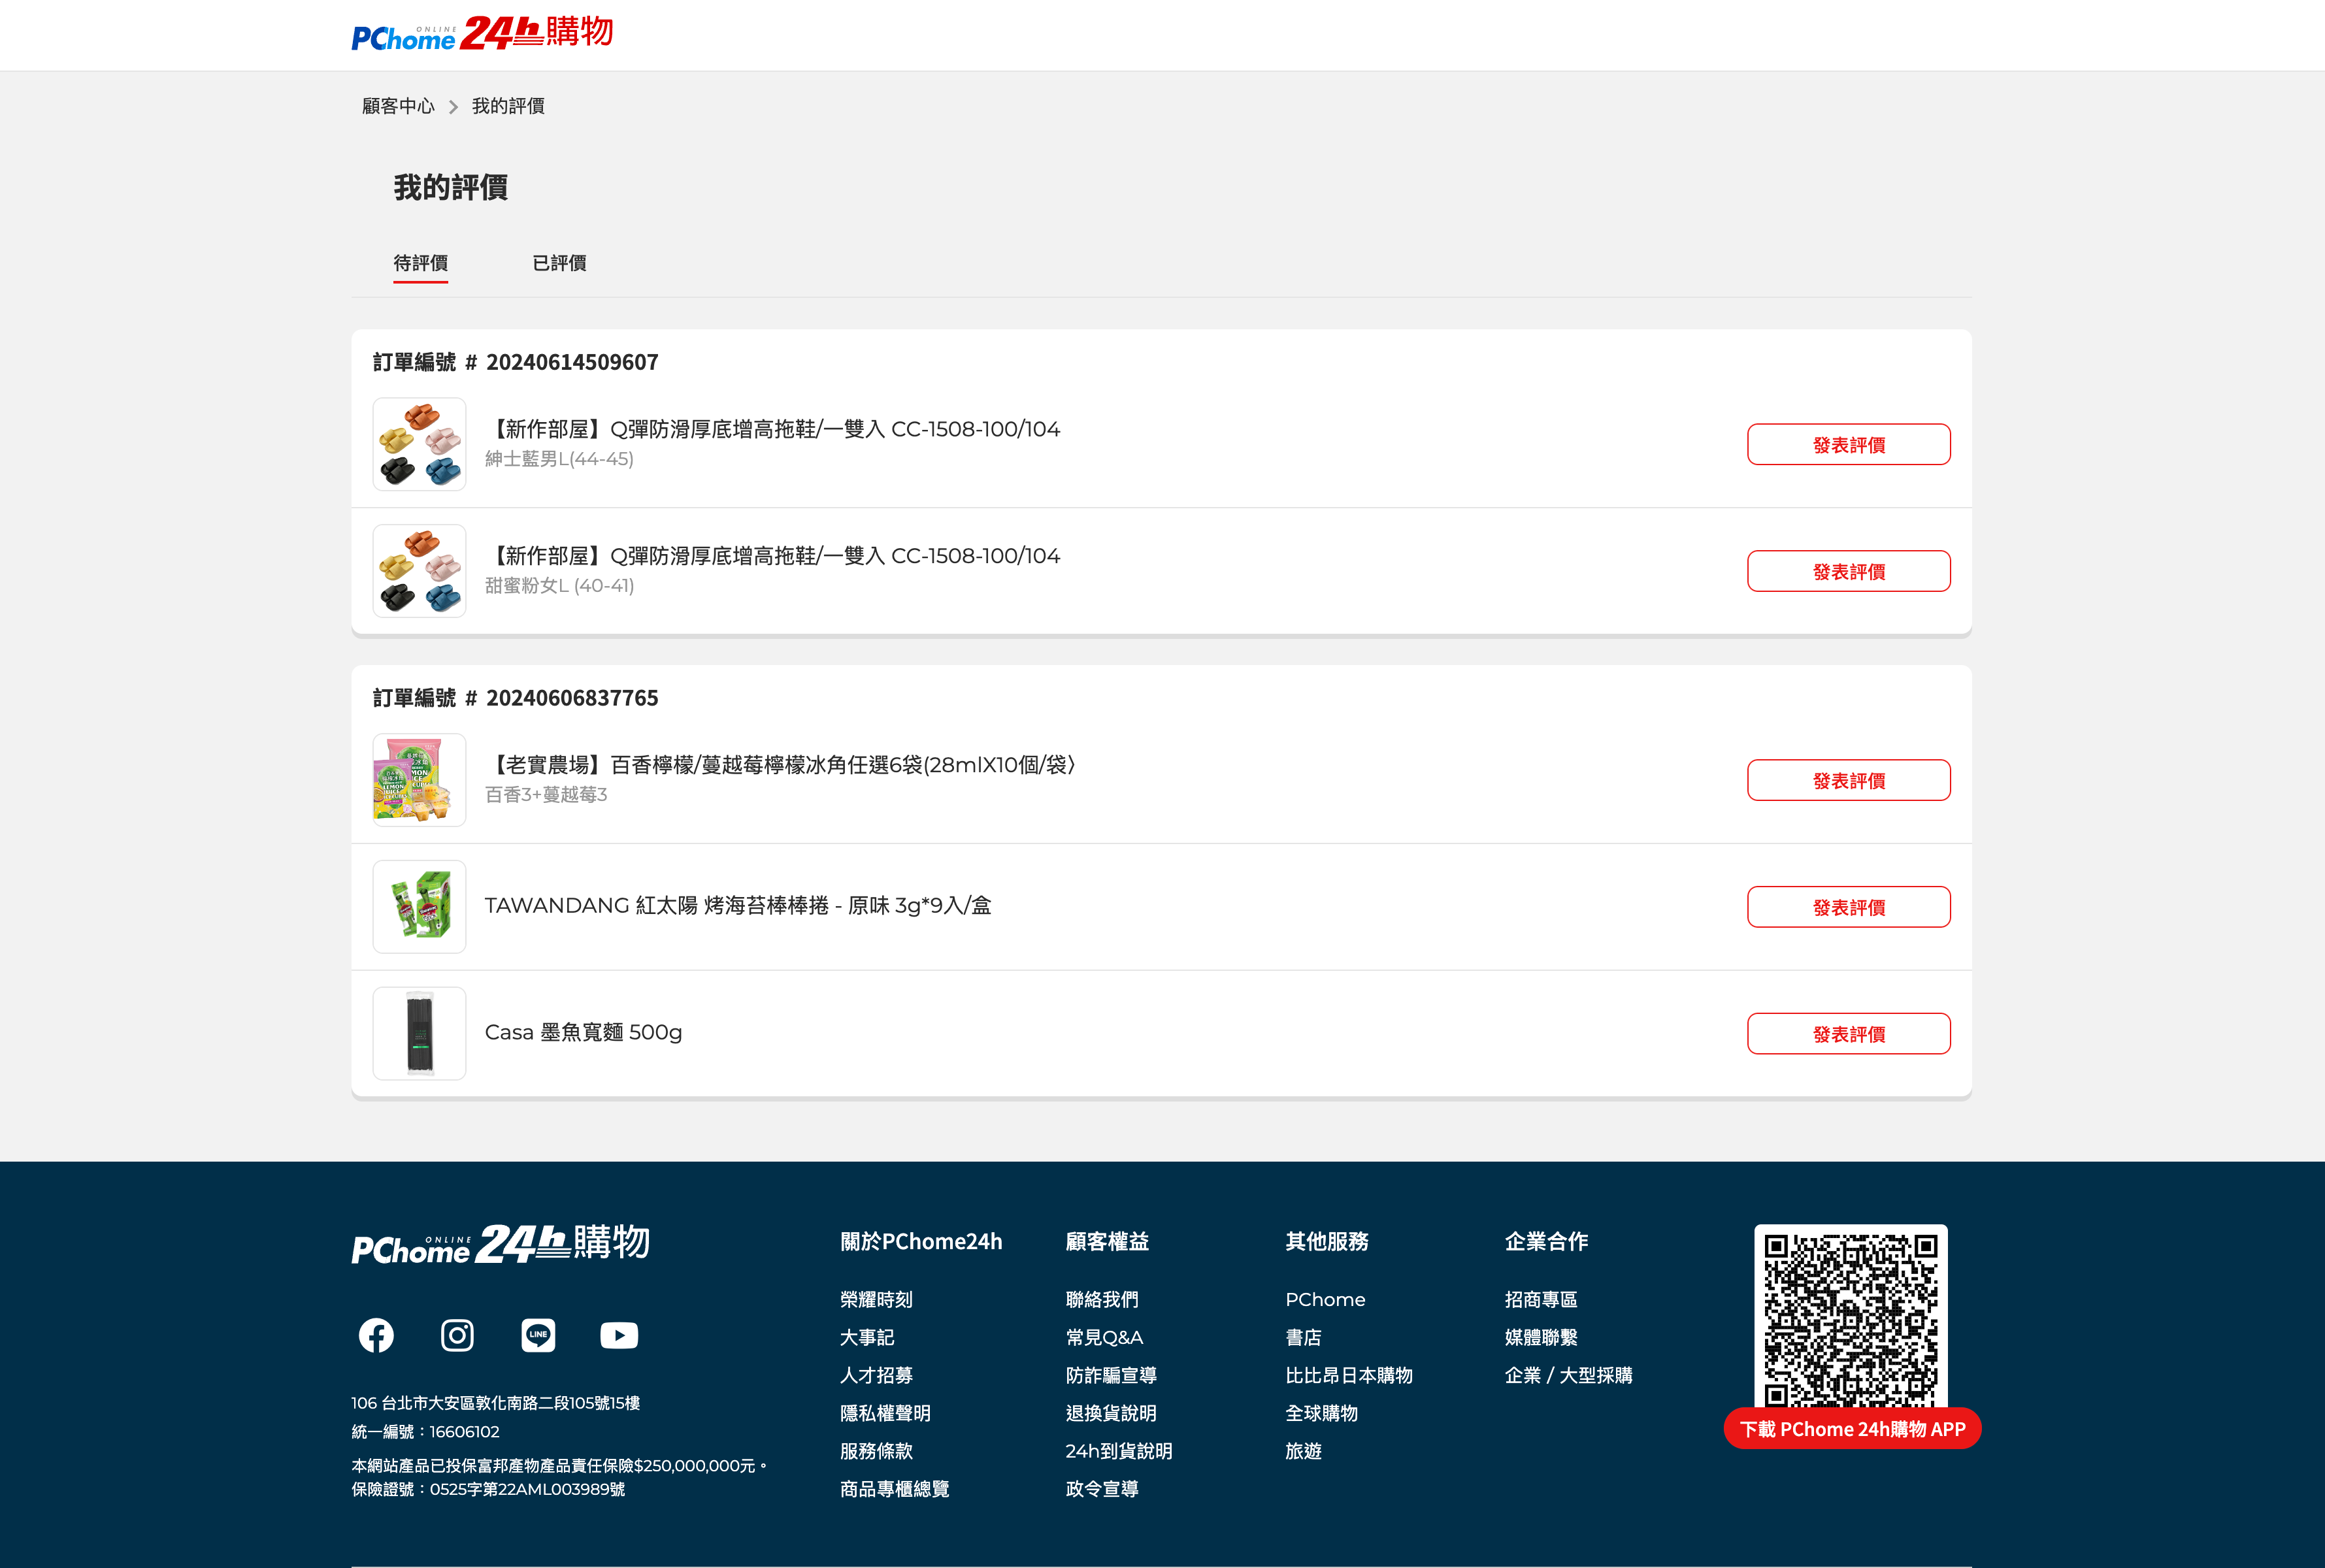 PChome ONLINE 24h購物
顧客中心 > 我的評價
我的評價
待評價 已評價
訂單編號 # 20240614509607
【新作部屋】Q彈防滑厚底增高拖鞋/一雙入 CC-1508-100/104
紳士藍男L(44-45)
發表評價
【新作部屋】Q彈防滑厚底增高拖鞋/一雙入 CC-1508-100/104
甜蜜粉女L (40-41)
發表評價
訂單編號 # 20240606837765
【老實農場】百香檸檬/蔓越莓檸檬冰角任選6袋(28mlX10個/袋〉
百香3+蔓越莓3
發表評價
TAWANDANG 紅太陽 烤海苔棒棒捲 - 原味 3g*9入/盒
發表評價
Casa 墨魚寬麵 500g
發表評價
PChome ONLINE 24h購物
LINE
106 台北市大安區敦化南路二段105號15樓
統一編號：16606102
本網站產品已投保富邦產物產品責任保險$250,000,000元。
保險證號：0525字第22AML003989號
關於PChome24h
榮耀時刻
大事記
人才招募
隱私權聲明
服務條款
商品專櫃總覽
顧客權益
聯絡我們
常見Q&A
防詐騙宣導
退換貨說明
24h到貨說明
政令宣導
其他服務
PChome
書店
比比昂日本購物
全球購物
旅遊
企業合作
招商專區
媒體聯繫
企業 / 大型採購
下載 PChome 24h購物 APP